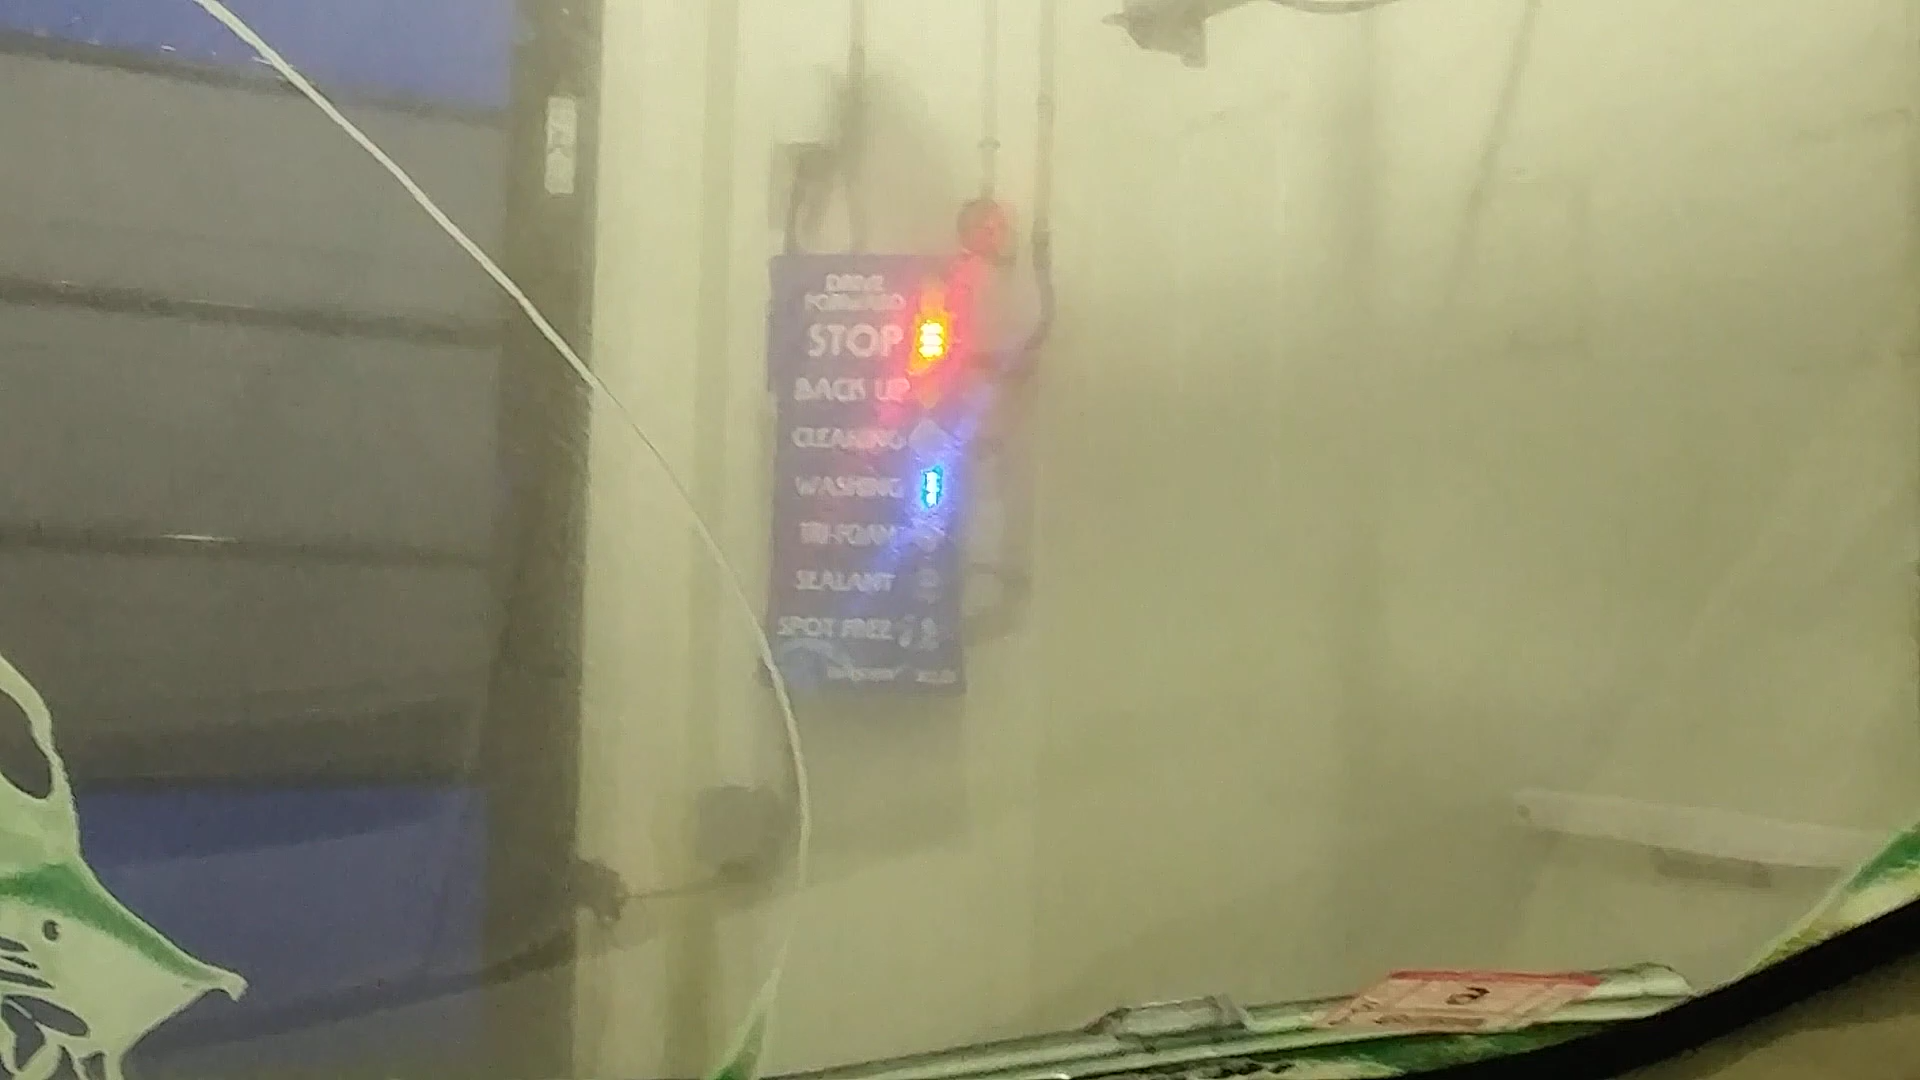 DRIVE
FORWARD
STOP
BACK UP
CLEANING
WASHING
TRI-FOAM
SEALANT
SPOT FREE